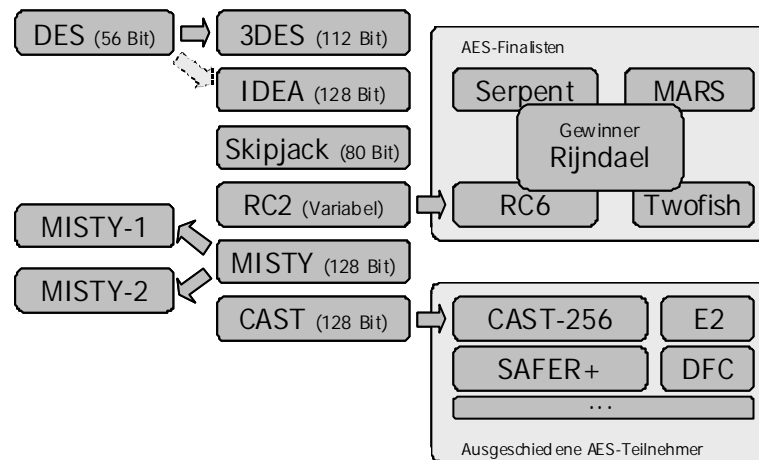 DES (56 Bit)
3DES (112 Bit)
IDEA (128 Bit)
Skipjack (80 Bit)
RC2 (Variabel)
MISTY-1
MISTY (128 Bit)
MISTY-2
CAST (128 Bit)
AES-Finalisten
Serpent
MARS
Gewinner
Rijndael
RC6
Twofish
CAST-256
E2
SAFER+
DFC
...
Ausgeschiedene AES-Teilnehmer